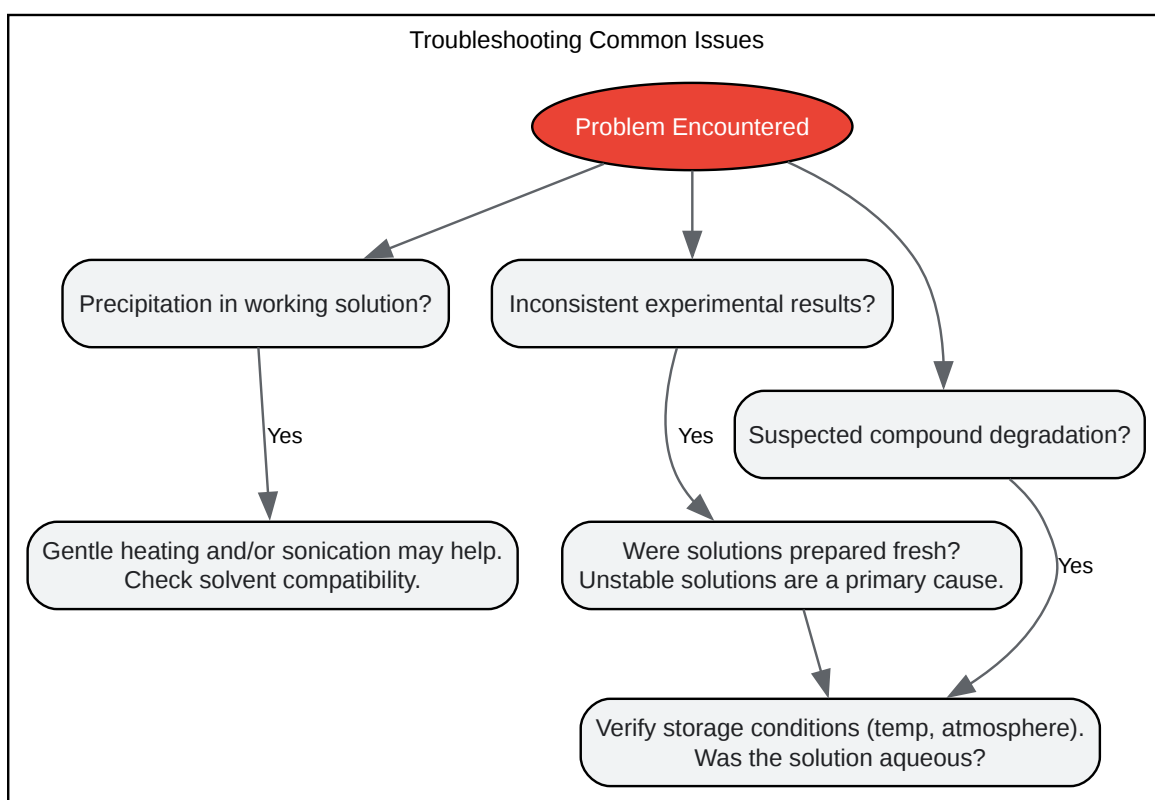 Troubleshooting Common Issues
Problem Encountered
Precipitation in working solution?
Inconsistent experimental results?
Suspected compound degradation?
Yes
Yes
Gentle heating and/or sonication may help.
Check solvent compatibility.
Were solutions prepared fresh?
Unstable solutions are a primary cause.
Yes
Verify storage conditions (temp, atmosphere).
Was the solution aqueous?